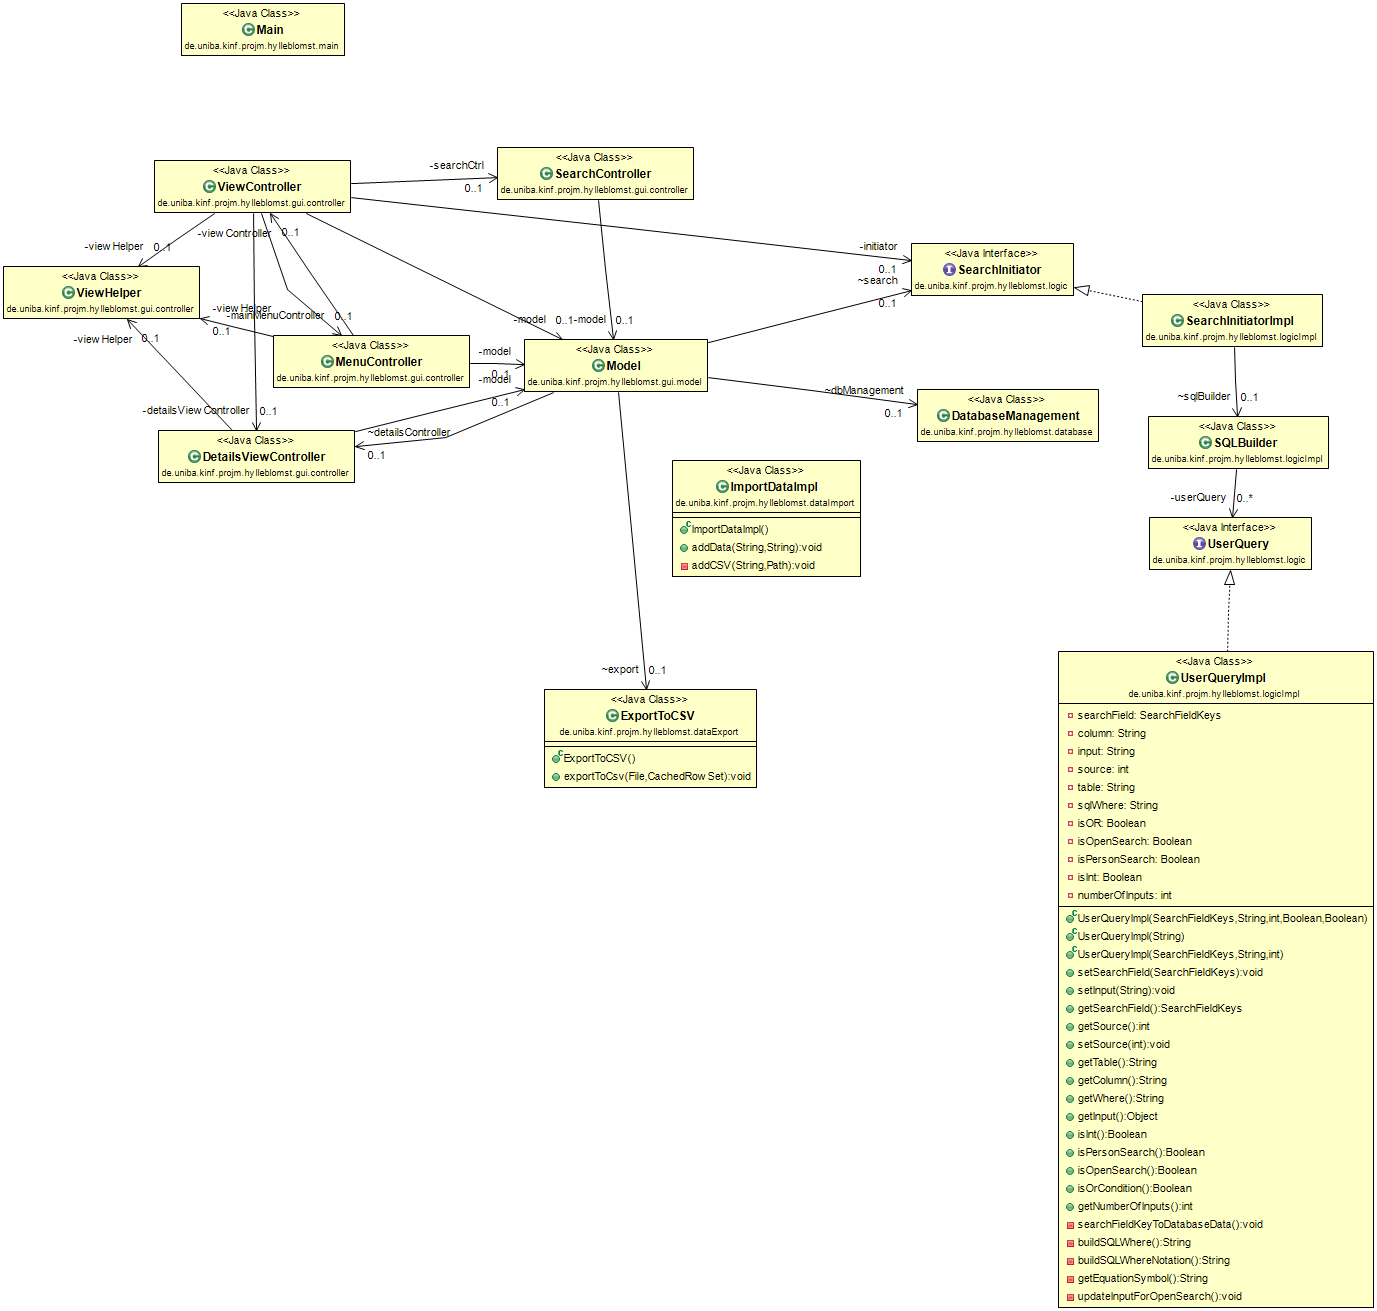 <<Java Class>>
Main
de.uniba.kinf.projm.hylleblomst.main
<<Java Class>>
ViewController
de.uniba.kinf.projm.hylleblomst.gui.controller
-searchCtrl
0..1
<<Java Class>>
SearchController
de.uniba.kinf.projm.hylleblomst.gui.controller
-viewHelper
0..1
-viewController
0..1
-initiator
0..1
<<Java Interface>>
SearchInitiator
de.uniba.kinf.projm.hylleblomst.logic
~search
0..1
<<Java Class>>
ViewHelper
de.uniba.kinf.projm.hylleblomst.gui.controller
-viewHelper
0..1
-mainMenuController
0..1
-viewHelper
0..1
-model
0..1
-model
0..1
<<Java Class>>
SearchInitiatorImpl
de.uniba.kinf.projm.hylleblomst.logicImpl
<<Java Class>>
MenuController
de.uniba.kinf.projm.hylleblomst.gui.controller
-model
0..1
<<Java Class>>
Model
de.uniba.kinf.projm.hylleblomst.gui.model
-model
0..1
-detailsViewController
0..1
~detailsController
0..1
<<Java Class>>
DetailsViewController
de.uniba.kinf.projm.hylleblomst.gui.controller
~dbManagement
0..1
<<Java Class>>
DatabaseManagement
de.uniba.kinf.projm.hylleblomst.database
~sqlBuilder
0..1
<<Java Class>>
SQLBuilder
de.uniba.kinf.projm.hylleblomst.logicImpl
-userQuery
0..*
<<Java Interface>>
UserQuery
de.uniba.kinf.projm.hylleblomst.logic
<<Java Class>>
ImportDataImpl
de.uniba.kinf.projm.hylleblomst.dataImport
ImportDataImpl()
addData(String,String):void
addCSV(String,Path):void
~export
0..1
<<Java Class>>
ExportToCSV
de.uniba.kinf.projm.hylleblomst.dataExport
ExportToCSV()
exportToCsv(File,CachedRowSet):void
<<Java Class>>
UserQueryImpl
de.uniba.kinf.projm.hylleblomst.logicImpl
searchField: SearchFieldKeys
column: String
input: String
source: int
table: String
sqlWhere: String
isOR: Boolean
isOpenSearch: Boolean
isPersonSearch: Boolean
isInt: Boolean
numberOfInputs: int
UserQueryImpl(SearchFieldKeys,String,int,Boolean,Boolean)
UserQueryImpl(String)
UserQueryImpl(SearchFieldKeys,String,int)
setSearchField(SearchFieldKeys):void
setInput(String):void
getSearchField():SearchFieldKeys
getSource():int
setSource(int):void
getTable():String
getColumn():String
getWhere():String
getInput():Object
isInt():Boolean
isPersonSearch():Boolean
isOpenSearch():Boolean
isOrCondition():Boolean
getNumberOfInputs():int
searchFieldKeyToDatabaseData():void
buildSQLWhere():String
buildSQLWhereNotation():String
getEquationSymbol():String
updateInputForOpenSearch():void